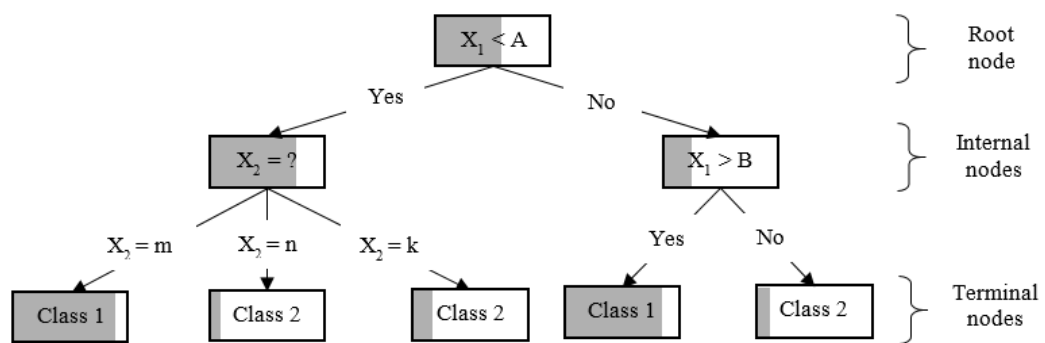 X₁ < A
Root
node
Yes
No
X₂ = ?
X₁ > B
Internal
nodes
X₂ = m
X₂ = n
X₂ = k
Yes
No
Class 1
Class 2
Class 2
Class 1
Class 2
Terminal
nodes